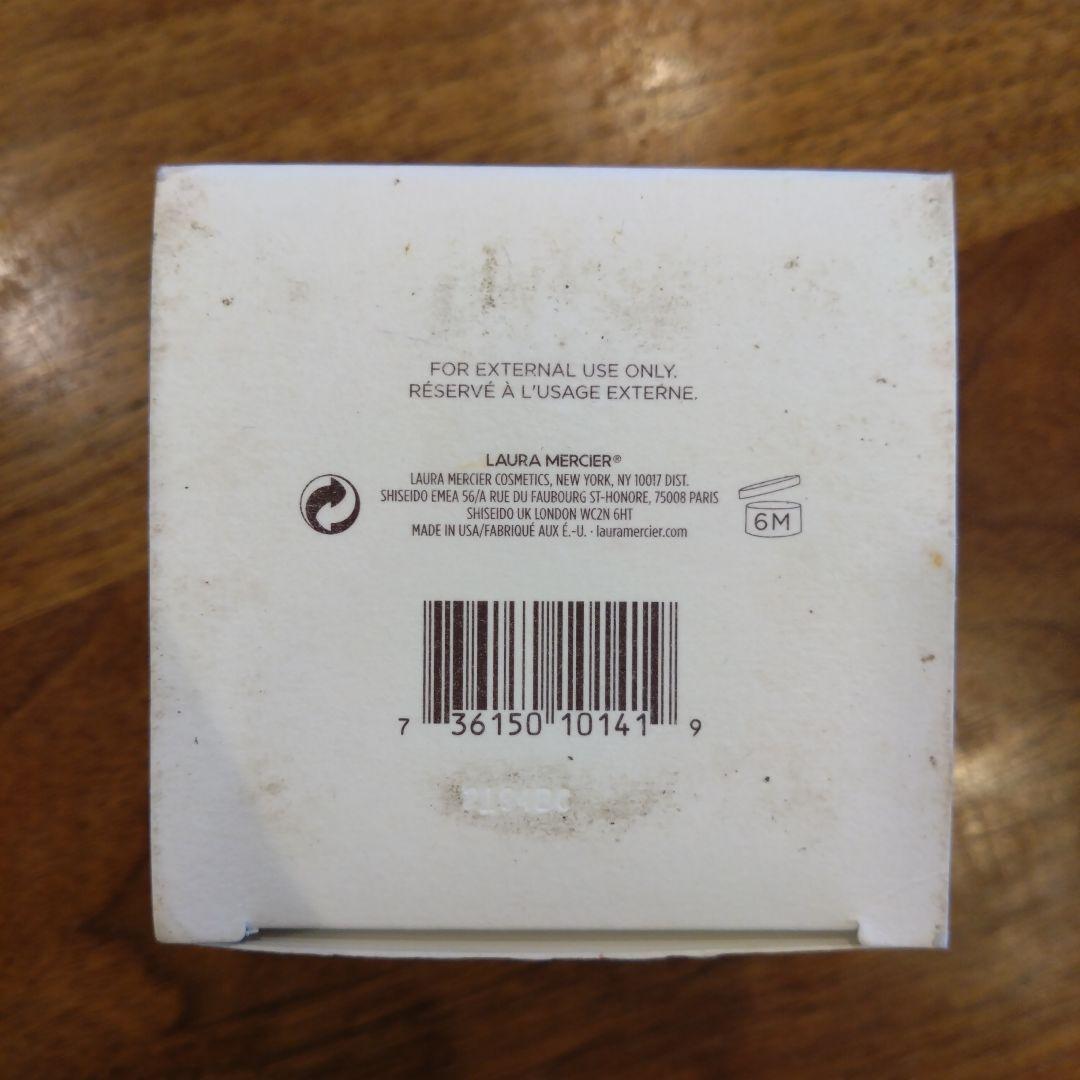 FOR EXTERNAL USE ONLY.
RÉSERVÉ À L'USAGE EXTERNE.
LAURA MERCIER®
LAURA MERCIER COSMETICS, NEW YORK, NY 10017 DIST.
SHISEIDO EMEA 56/A RUE DU FAUBOURG ST-HONORE, 75008 PARIS
SHISEIDO UK LONDON WC2N 6HT
MADE IN USA/FABRIQUÉ AUX É.-U. · lauramercier.com
6M
7 36150 10141 9